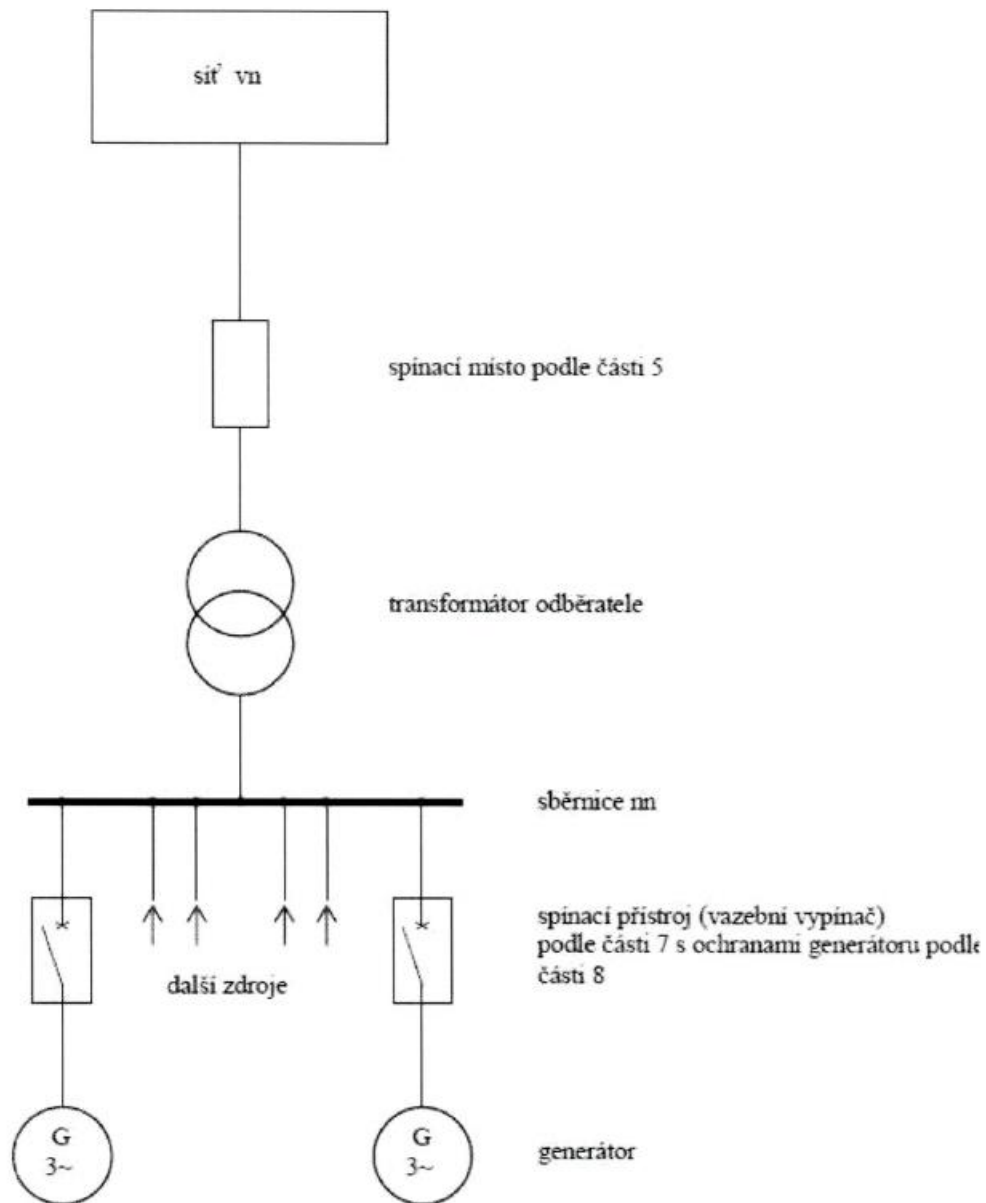 síť vn
spínací místo podle části 5
transformátor odběratele
sběrnice nn
spínací přístroj (vazební vypínač)
podle části 7 s ochranami generátoru podle
části 8
další zdroje
G
3~
G
3~
generátor